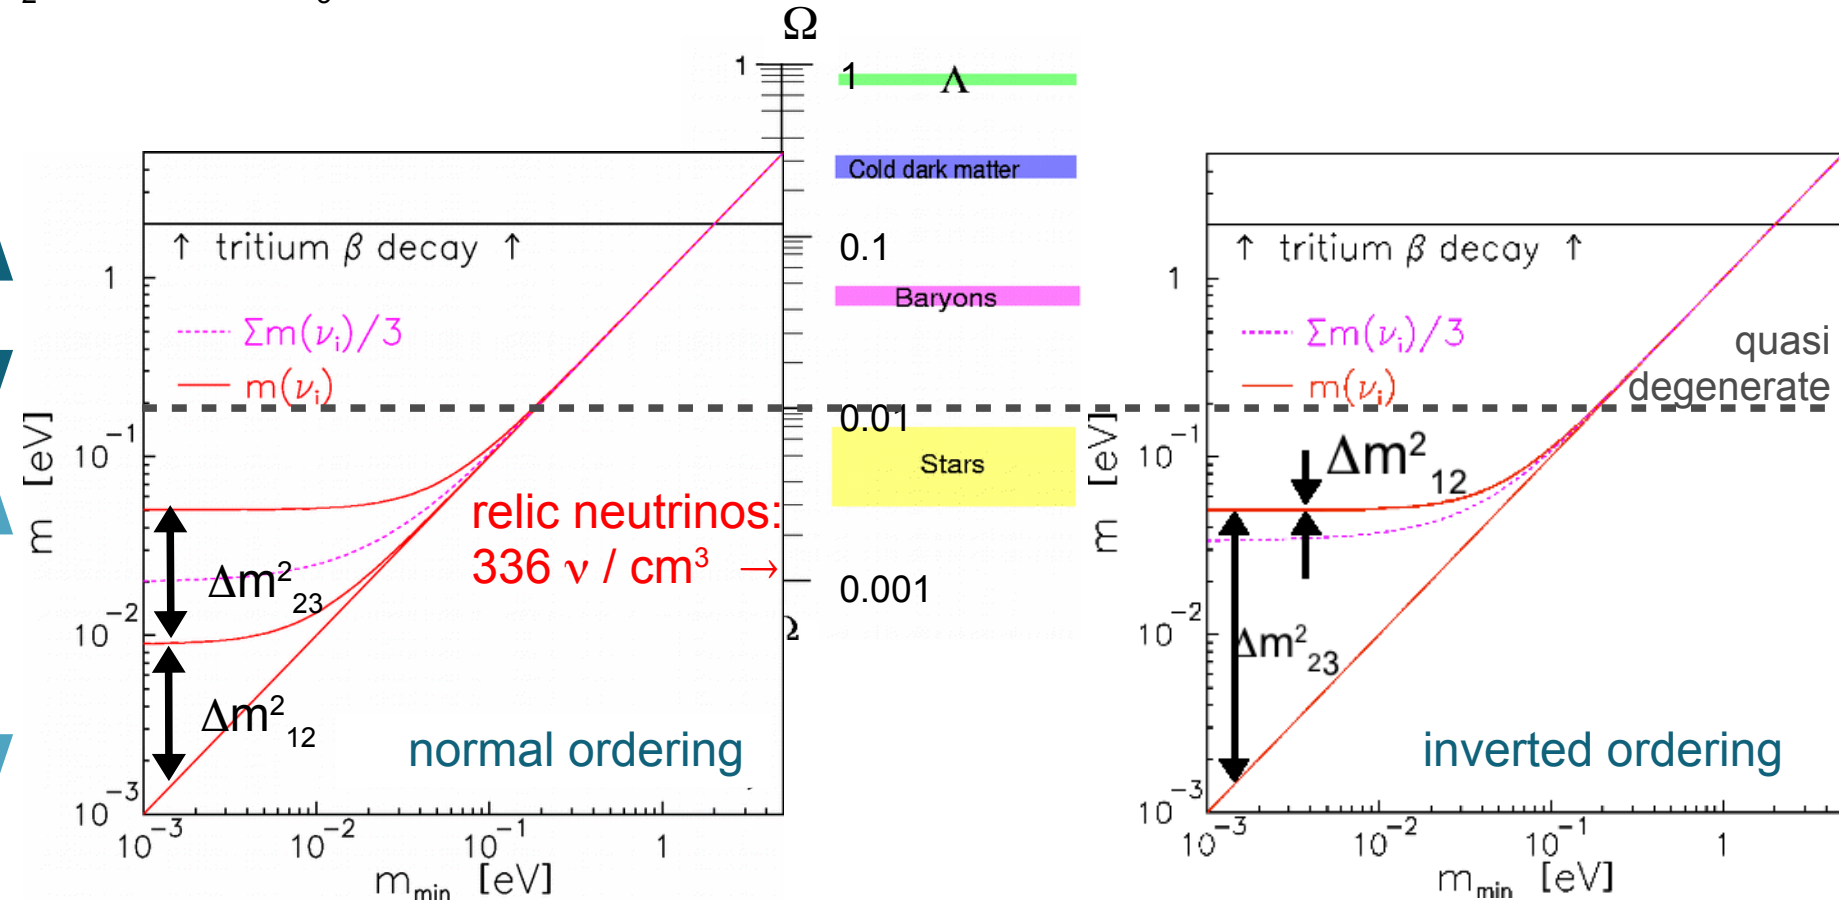 Ω
1
1
Λ
Cold dark matter
0.1
Baryons
0.01
Stars
0.001
↑ tritium β decay ↑
Σm(νᵢ)/3
m(νᵢ)
relic neutrinos:
336 ν / cm³ →
Δm²₂₃
Δm²₁₂
normal ordering
m [eV]
1
10⁻¹
10⁻²
10⁻³
10⁻³ 10⁻² 10⁻¹ 1
m_min [eV]
Ω
↑ tritium β decay ↑
Σm(νᵢ)/3
m(νᵢ)
quasi
degenerate
Δm²₁₂
Δm²₂₃
inverted ordering
m [eV]
1
10⁻¹
10⁻²
10⁻³
10⁻³ 10⁻² 10⁻¹ 1
m_min [eV]